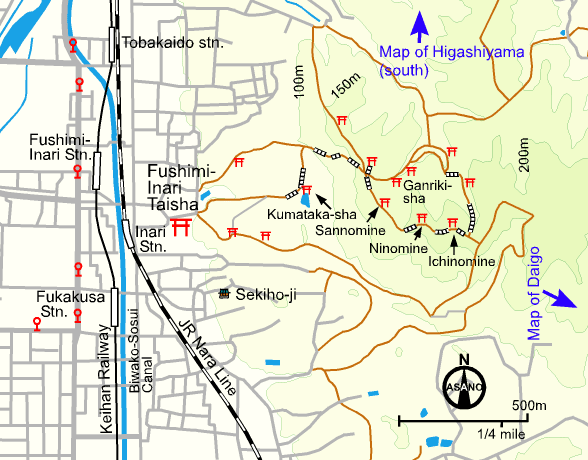 Tobakaido stn.
Map of Higashiyama
(south)
100m
150m
200m
Fushimi-
Inari Stn.
Fushimi-
Inari
Taisha
Ganriki-
sha
Kumataka-sha
Sannomine
Ninomine
Ichinomine
Inari
Stn.
Fukakusa
Stn.
Sekiho-ji
Map of Daigo
Keihan Railway
Biwako-Sosui
Canal
JR Nara Line
N
ASANO
500m
1/4 mile